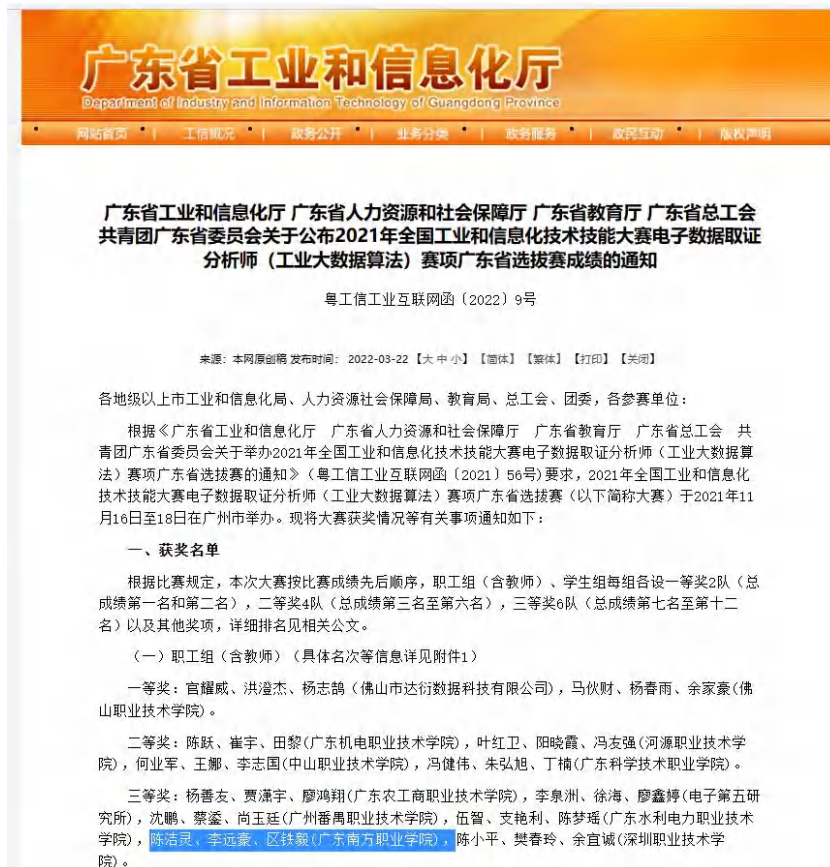 广东省工业和信息化厅
Department of Industry and Information Technology of Guangdong Province
网站首页 | 工信概况 | 政务公开 | 业务分类 | 政务服务 | 政民互动 | 版权声明
广东省工业和信息化厅 广东省人力资源和社会保障厅 广东省教育厅 广东省总工会
共青团广东省委员会关于公布2021年全国工业和信息化技术技能大赛电子数据取证
分析师（工业大数据算法）赛项广东省选拔赛成绩的通知
粤工信工业互联网函〔2022〕9号
来源：本网原创稿 发布时间： 2022-03-22 【大 中 小】 【简体】 【繁体】 【打印】 【关闭】
各地级以上市工业和信息化局、人力资源社会保障局、教育局、总工会、团委，各参赛单位：
根据《广东省工业和信息化厅 广东省人力资源和社会保障厅 广东省教育厅 广东省总工会 共
青团广东省委员会关于举办2021年全国工业和信息化技术技能大赛电子数据取证分析师（工业大数据算
法）赛项广东省选拔赛的通知》（粤工信工业互联网函〔2021〕56号)要求，2021年全国工业和信息化
技术技能大赛电子数据取证分析师（工业大数据算法）赛项广东省选拔赛（以下简称大赛）于2021年11
月16日至18日在广州市举办。现将大赛获奖情况等有关事项通知如下：
一、获奖名单
根据比赛规定，本次大赛按比赛成绩先后顺序，职工组（含教师）、学生组每组各设一等奖2队（总
成绩第一名和第二名），二等奖4队（总成绩第三名至第六名），三等奖6队（总成绩第七名至第十二
名）以及其他奖项，详细排名见相关公文。
（一）职工组（含教师）（具体名次等信息详见附件1）
一等奖：官耀威、洪澄杰、杨志鹄（佛山市达衍数据科技有限公司），马伙财、杨春雨、余家豪(佛
山职业技术学院)。
二等奖：陈跃、崔宇、田黎(广东机电职业技术学院)，叶红卫、阳晓霞、冯友强(河源职业技术学
院)，何业军、王娜、李志国(中山职业技术学院)，冯健伟、朱弘旭、丁楠(广东科学技术职业学院)。
三等奖：杨善友、贾潇宇、廖鸿翔(广东农工商职业技术学院)，李泉洲、徐海、廖鑫婷(电子第五研
究所)，沈鹏、蔡鎏、尚玉廷(广州番禺职业技术学院)，伍智、支艳利、陈梦瑶(广东水利电力职业技术
学院)，陈洁灵、李远豪、区铁毅(广东南方职业学院)，陈小平、樊春玲、余宜诚(深圳职业技术学
院)。